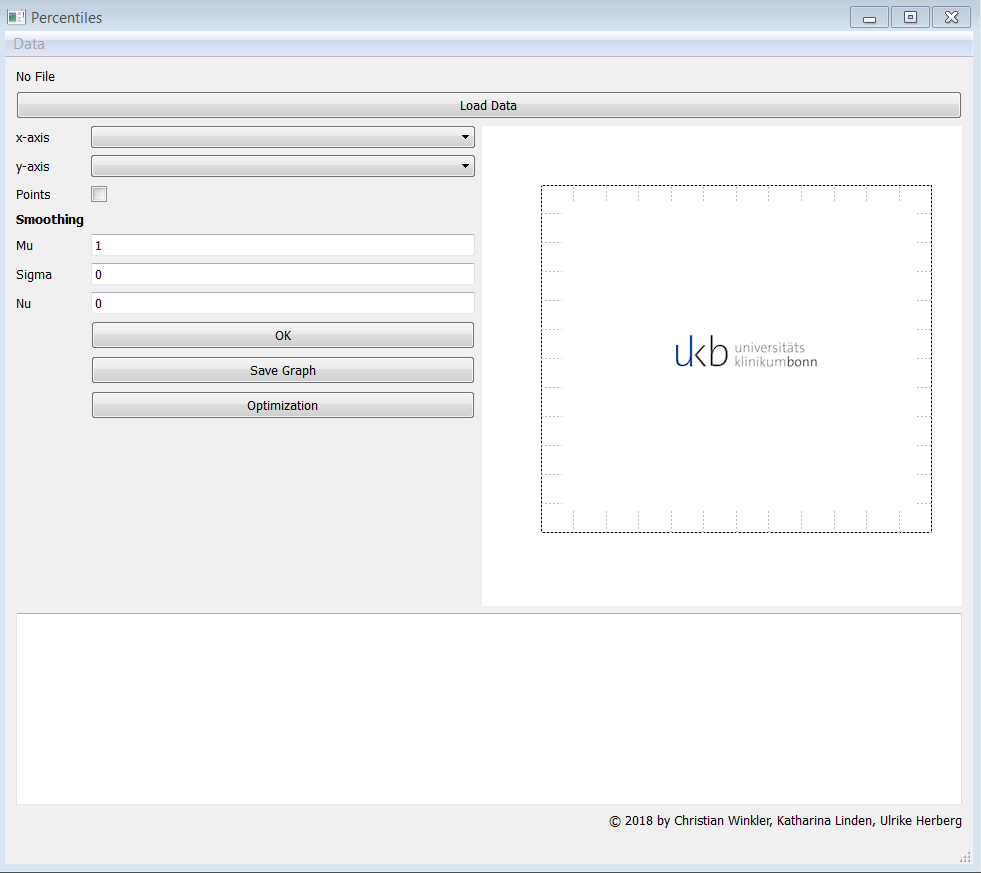 Percentiles
Data
No File
Load Data
x-axis
y-axis
Points
Smoothing
Mu 1
Sigma 0
Nu 0
OK
Save Graph
Optimization
ukb universitäts
klinikumbonn
© 2018 by Christian Winkler, Katharina Linden, Ulrike Herberg